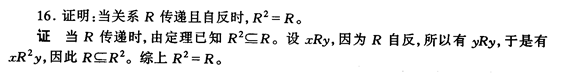 16. 证明:当关系 R 传递且自反时,R² = R。
证 当 R 传递时,由定理已知 R²⊆R。设 xRy,因为 R 自反,所以有 yRy,于是有
xR²y,因此 R⊆R²。综上 R² = R。